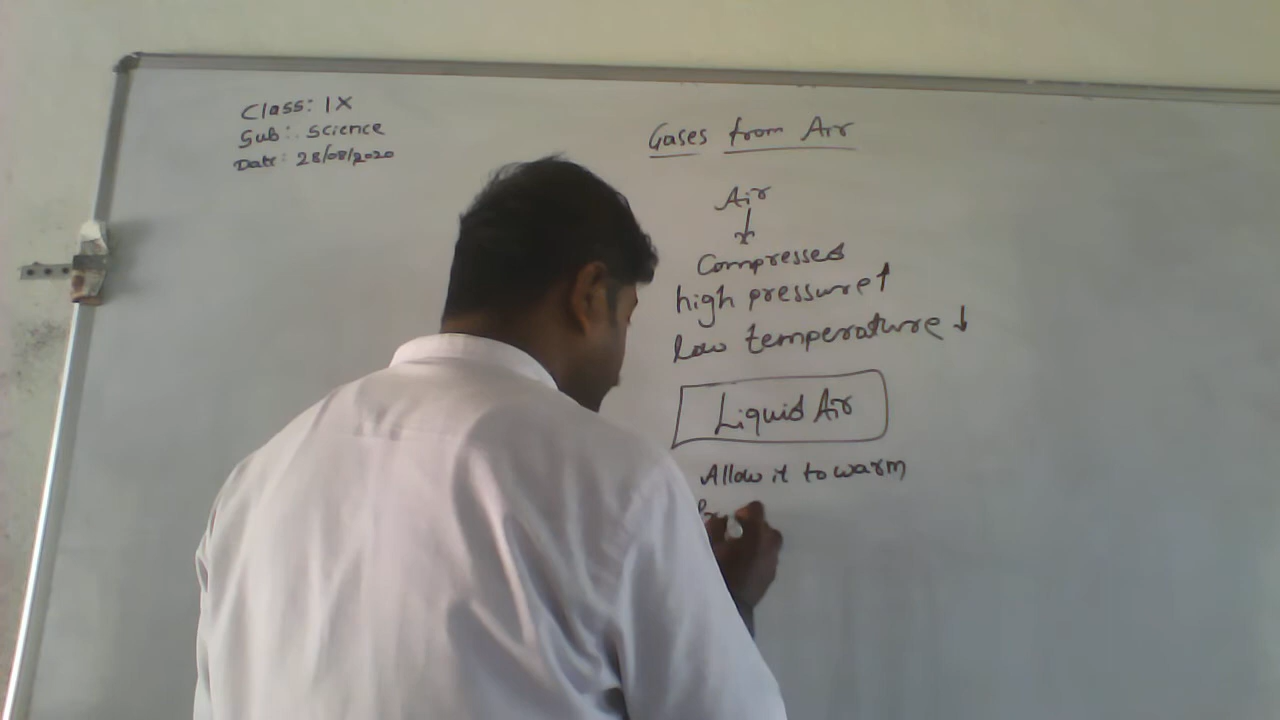 Class: IX
Sub: Science
Date: 28/08/2020
Gases from Air
Air
↓
Compressed
high pressure ↑
low temperature ↓
Liquid Air
Allow it to warm